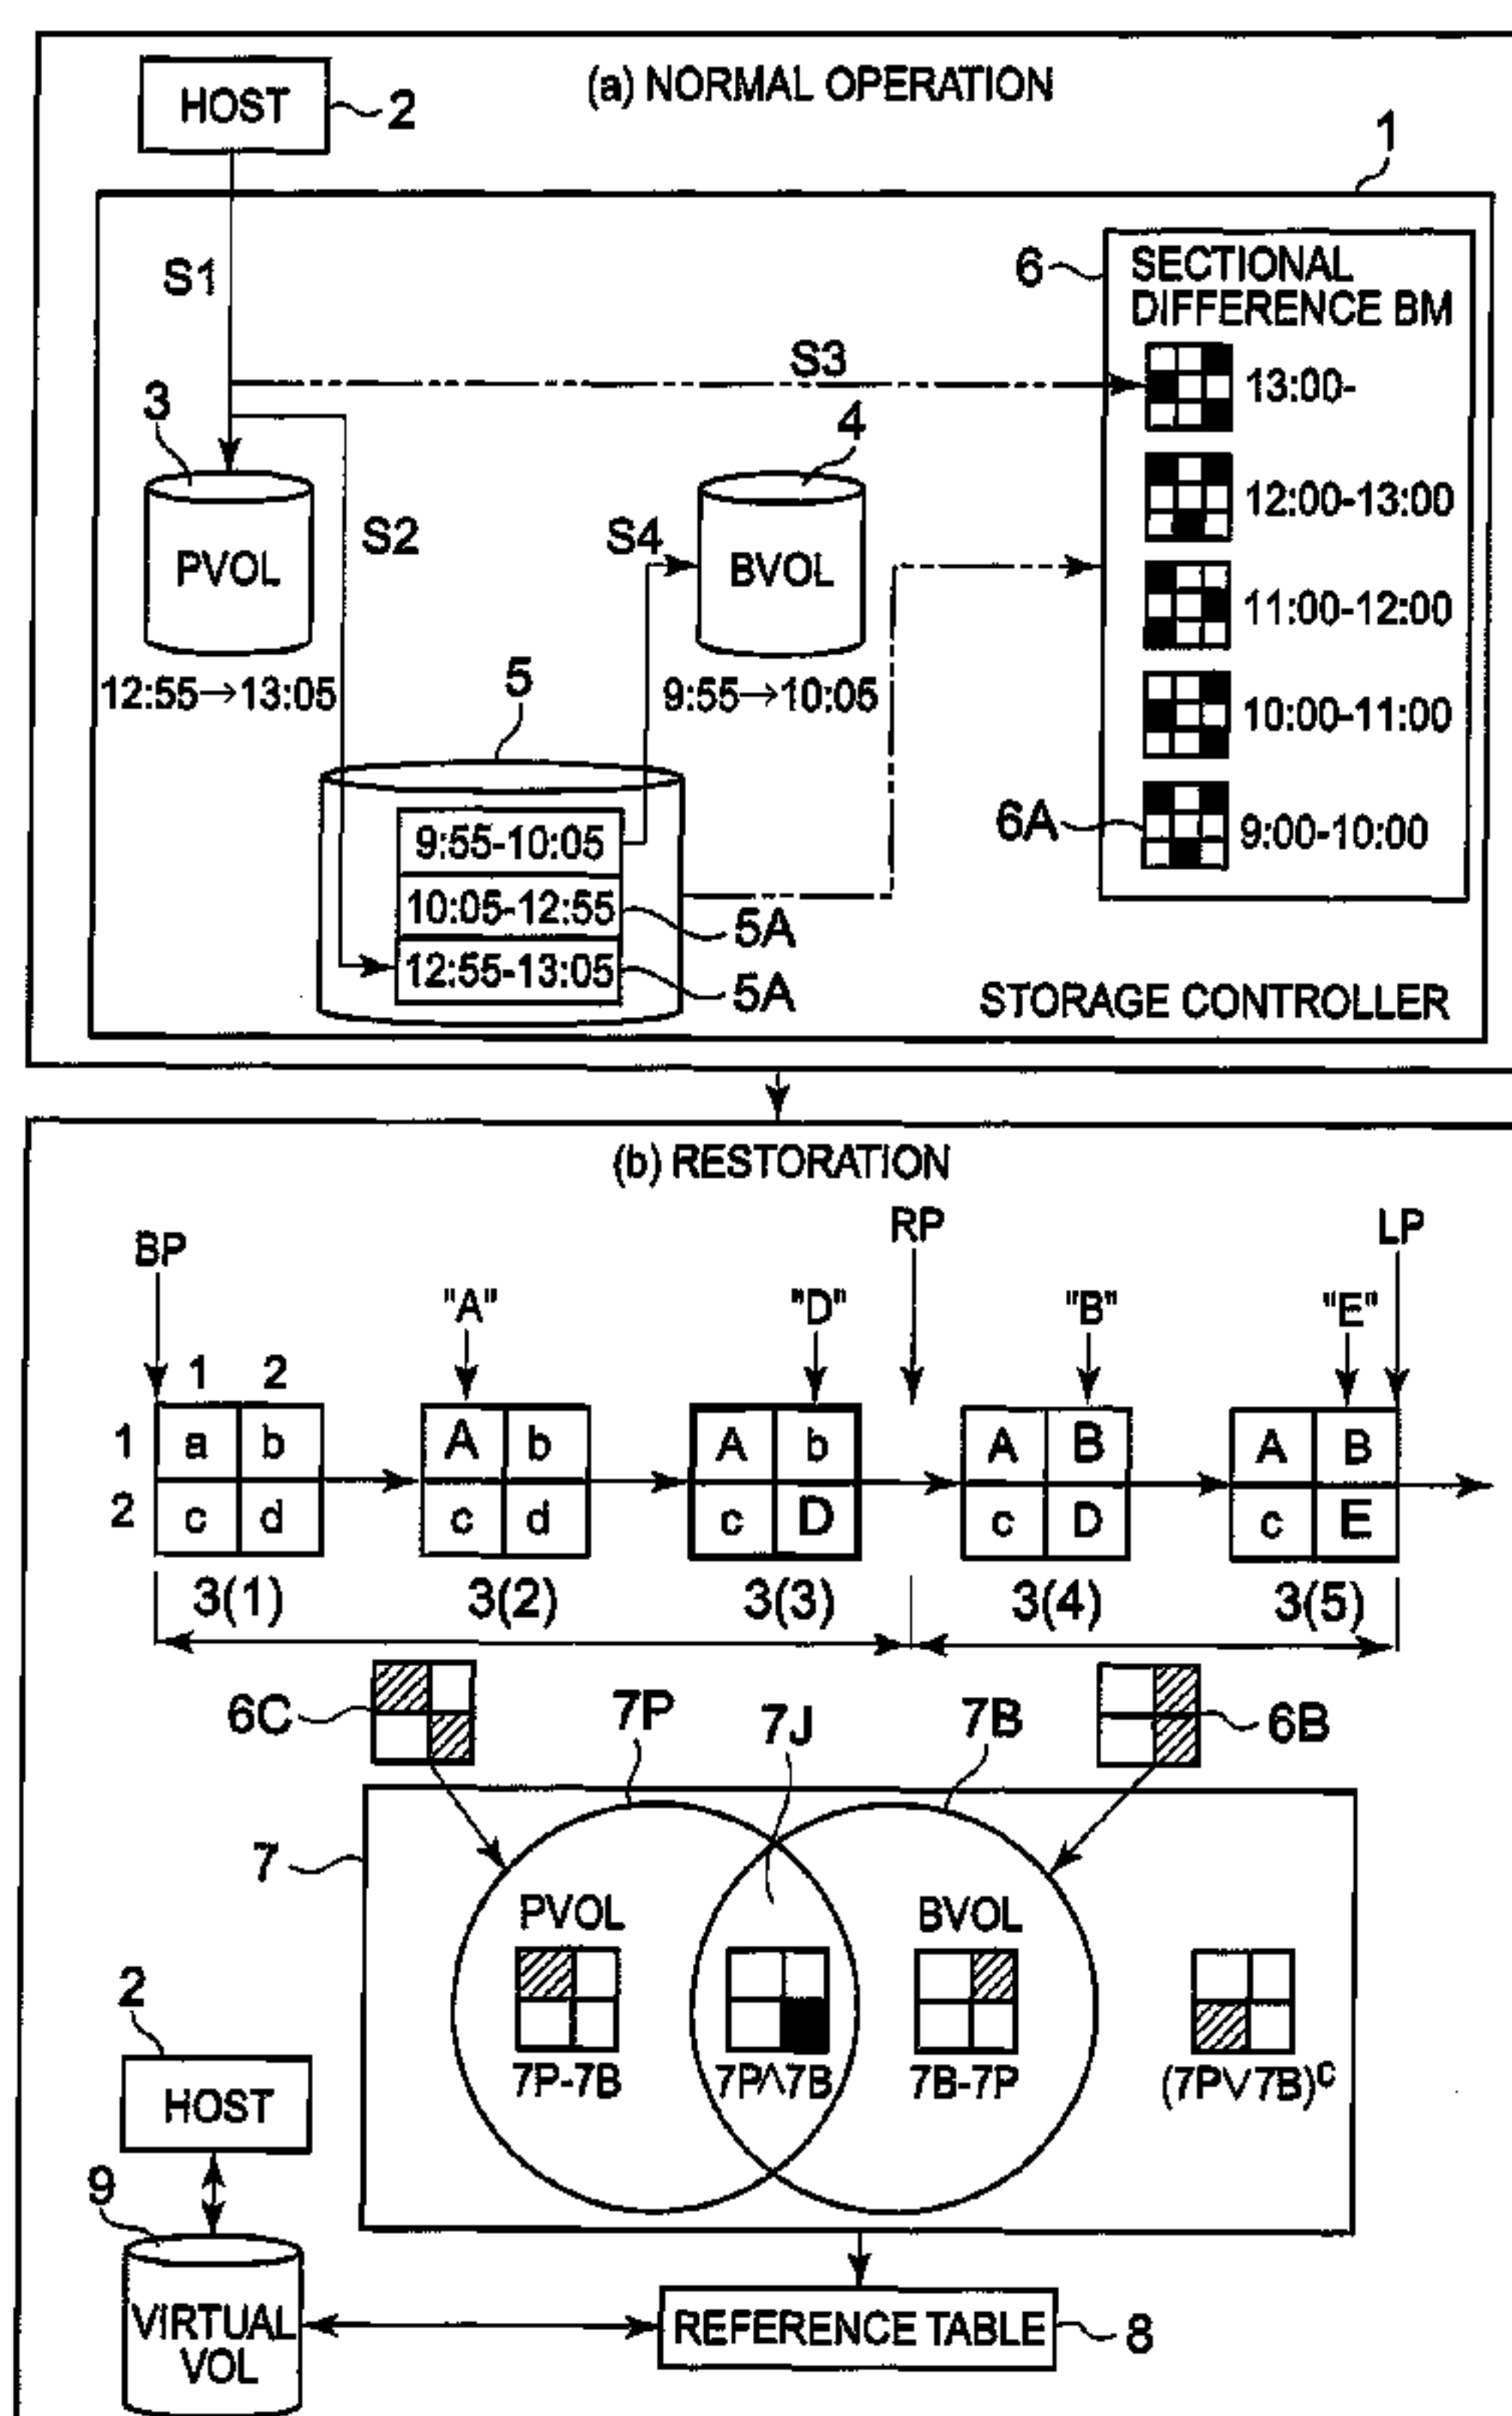 (a) NORMAL OPERATION
HOST
2
1
S1
6
SECTIONAL
DIFFERENCE BM
S3
13:00-
3
4
12:00-13:00
S2
S4
PVOL
BVOL
11:00-12:00
12:55→13:05
5
9:55→10:05
10:00-11:00
9:55-10:05
6A
9:00-10:00
10:05-12:55
5A
12:55-13:05
5A
STORAGE CONTROLLER
(b) RESTORATION
BP
RP
LP
"A"
"D"
"B"
"E"
1 2
1 a b A b A b A B A B
2 c d c d c D c D c E
3(1) 3(2) 3(3) 3(4) 3(5)
6C
7P
7J
7B
6B
7
PVOL
BVOL
7P-7B 7P∧7B 7B-7P (7P∨7B)ᶜ
2
HOST
9
VIRTUAL
VOL
REFERENCE TABLE
8